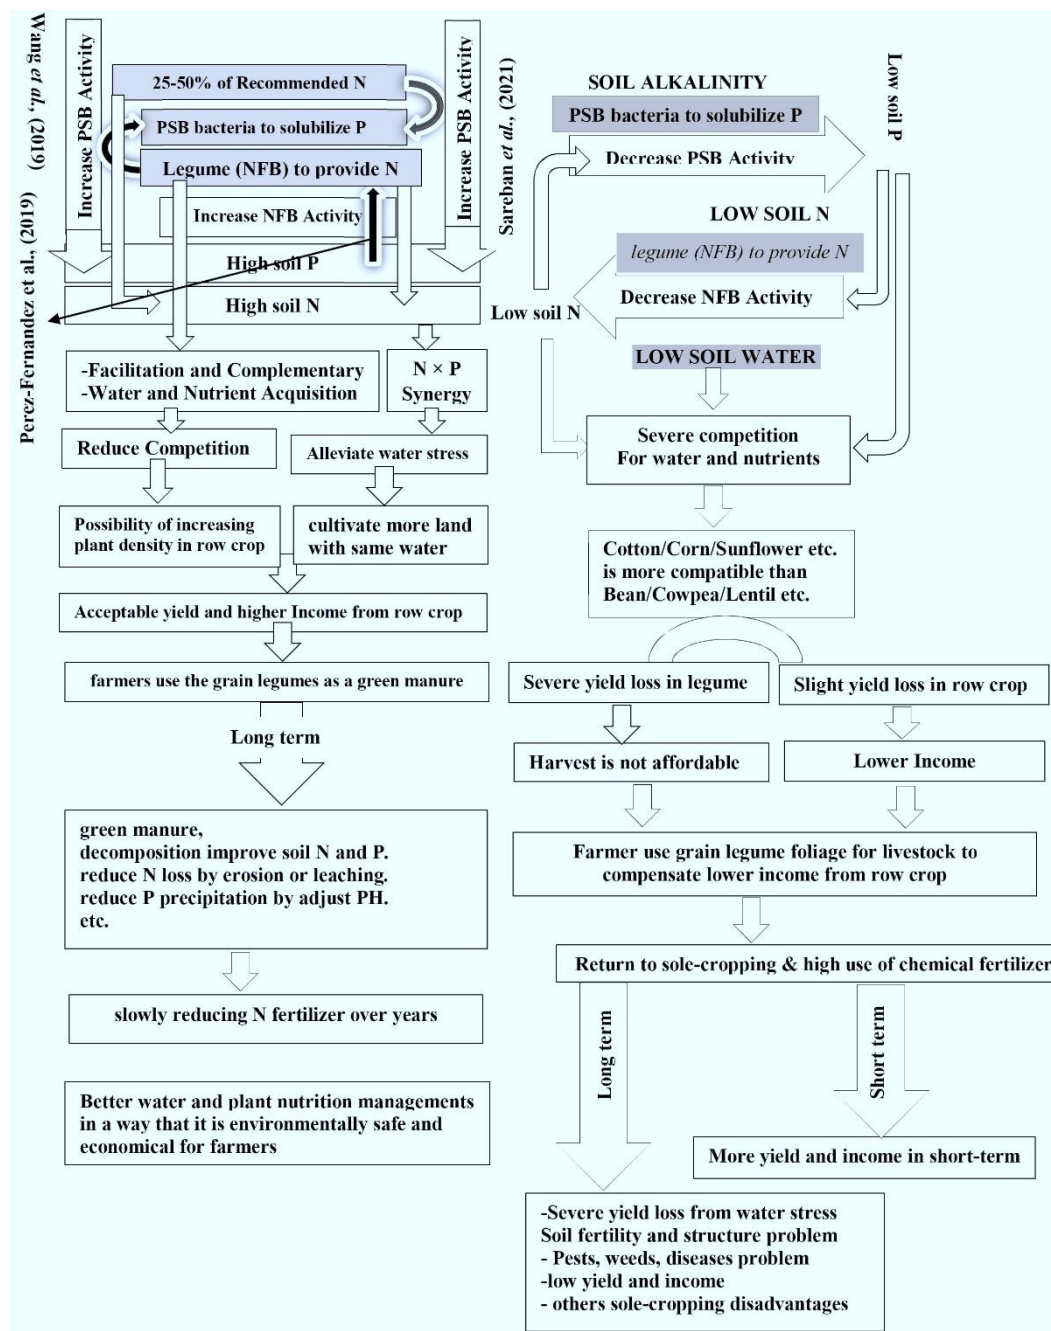 Wang et al., (2019)
Increase PSB Activity
25-50% of Recommended N
PSB bacteria to solubilize P
Legume (NFB) to provide N
Increase NFB Activity
High soil P
High soil N
Increase PSB Activity
Sareban et al., (2021)
Perez-Fernandez et al., (2019)
-Facilitation and Complementary
-Water and Nutrient Acquisition
N × P
Synergy
Reduce Competition
Alleviate water stress
Possibility of increasing
plant density in row crop
cultivate more land
with same water
Acceptable yield and higher Income from row crop
farmers use the grain legumes as a green manure
Long term
green manure,
decomposition improve soil N and P.
reduce N loss by erosion or leaching.
reduce P precipitation by adjust PH.
etc.
slowly reducing N fertilizer over years
Better water and plant nutrition managements
in a way that it is environmentally safe and
economical for farmers
SOIL ALKALINITY
PSB bacteria to solubilize P
Decrease PSB Activity
Low soil P
LOW SOIL N
legume (NFB) to provide N
Decrease NFB Activity
Low soil N
LOW SOIL WATER
Severe competition
For water and nutrients
Cotton/Corn/Sunflower etc.
is more compatible than
Bean/Cowpea/Lentil etc.
Severe yield loss in legume
Slight yield loss in row crop
Harvest is not affordable
Lower Income
Farmer use grain legume foliage for livestock to
compensate lower income from row crop
Return to sole-cropping & high use of chemical fertilizer
Long term
Short term
More yield and income in short-term
-Severe yield loss from water stress
Soil fertility and structure problem
- Pests, weeds, diseases problem
-low yield and income
- others sole-cropping disadvantages